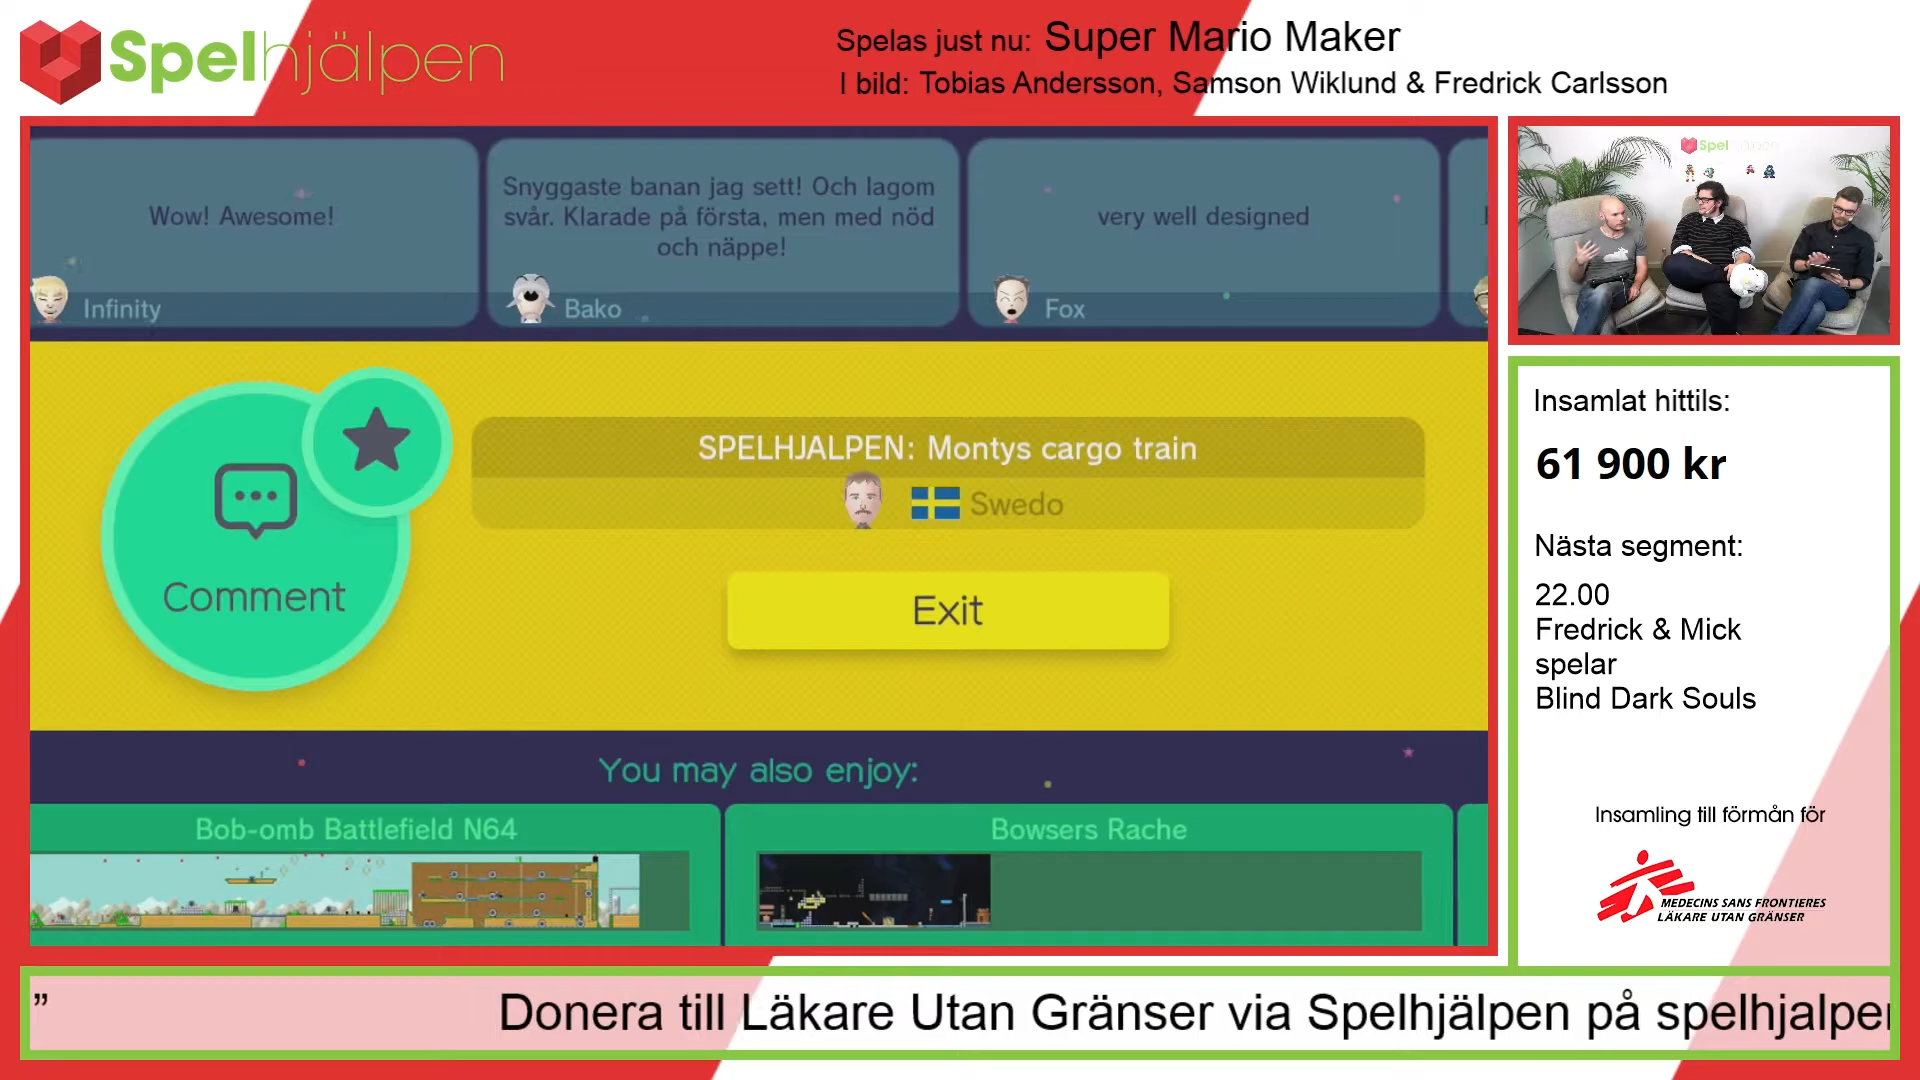 Spelhjälpen
Spelas just nu: Super Mario Maker
I bild: Tobias Andersson, Samson Wiklund & Fredrick Carlsson
Wow! Awesome!
Infinity
Snyggaste banan jag sett! Och lagom
svår. Klarade på första, men med nöd
och näppe!
Bako
very well designed
Fox
Spel
Comment
SPELHJALPEN: Montys cargo train
Swedo
Exit
You may also enjoy:
Bob-omb Battlefield N64
Bowsers Rache
Insamlat hittils:
61 900 kr
Nästa segment:
22.00
Fredrick & Mick
spelar
Blind Dark Souls
Insamling till förmån för
MEDECINS SANS FRONTIERES
LÄKARE UTAN GRÄNSER
” Donera till Läkare Utan Gränser via Spelhjälpen på spelhjalpen